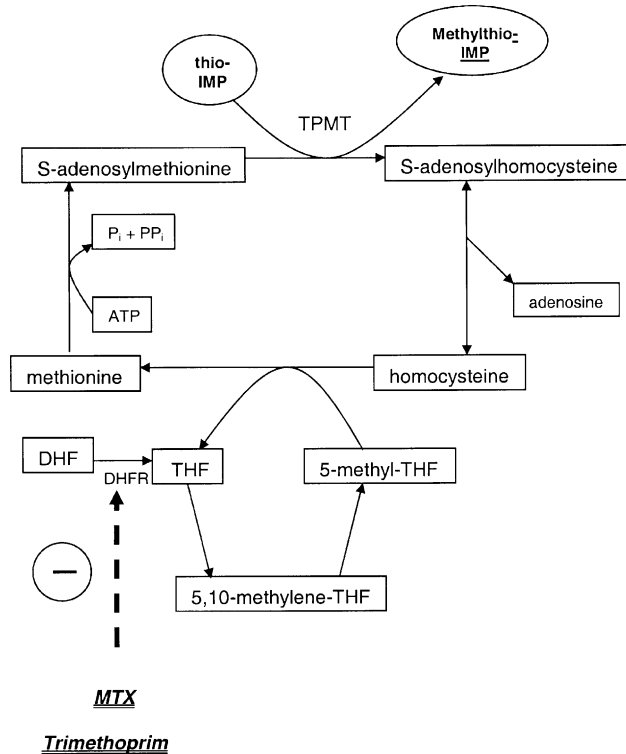 thio-
IMP
Methylthio-
IMP
TPMT
S-adenosylmethionine
S-adenosylhomocysteine
Pi + PPi
ATP
adenosine
methionine
homocysteine
DHF
DHFR
THF
5-methyl-THF
5,10-methylene-THF
MTX
Trimethoprim